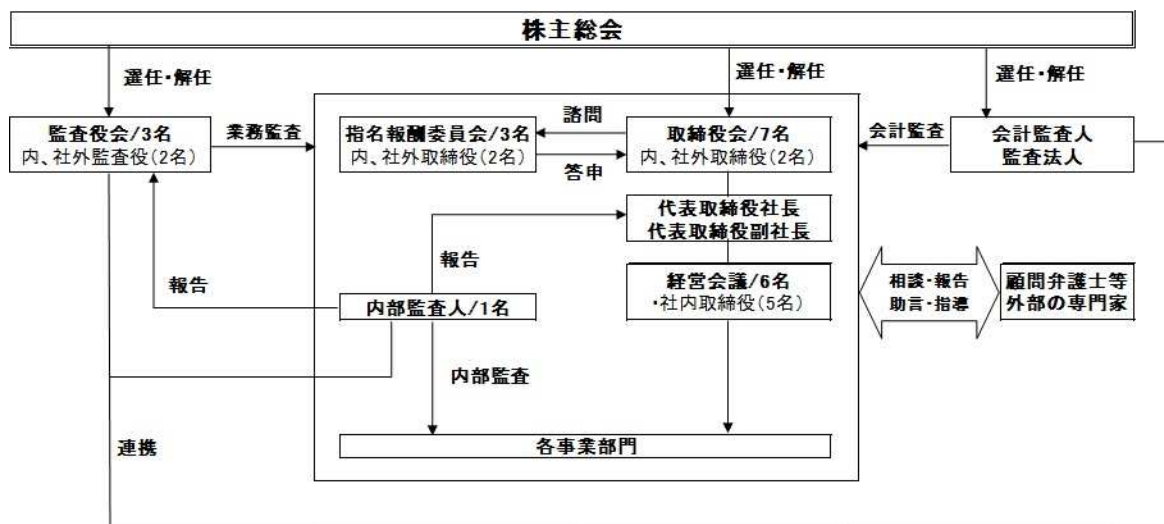 株主総会
選任・解任
選任・解任
選任・解任
監査役会/3名
内、社外監査役(2名)
業務監査
指名報酬委員会/3名
内、社外取締役(2名)
諮問
答申
取締役会/7名
内、社外取締役(2名)
会計監査
会計監査人
監査法人
代表取締役社長
代表取締役副社長
報告
報告
経営会議/6名
・社内取締役(5名)
相談・報告
助言・指導
顧問弁護士等
外部の専門家
内部監査人/1名
内部監査
連携
各事業部門